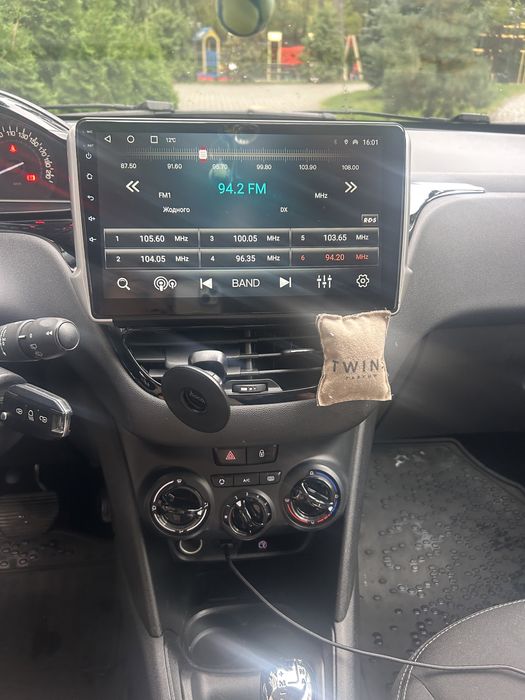 12°C
16:01
87.50 91.60 95.70 99.80 103.90 108.00
94.2 FM
FM1
MHz
Жодного
DX
RDS
1 105.60 MHz 3 100.05 MHz 5 103.65 MHz
2 104.05 MHz 4 96.35 MHz 6 94.20 MHz
BAND
TWINS
PARFUM
A/C